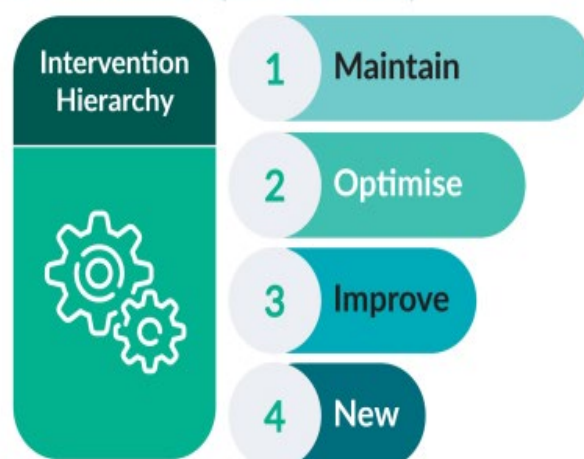 Intervention
Hierarchy
1 Maintain
2 Optimise
3 Improve
4 New